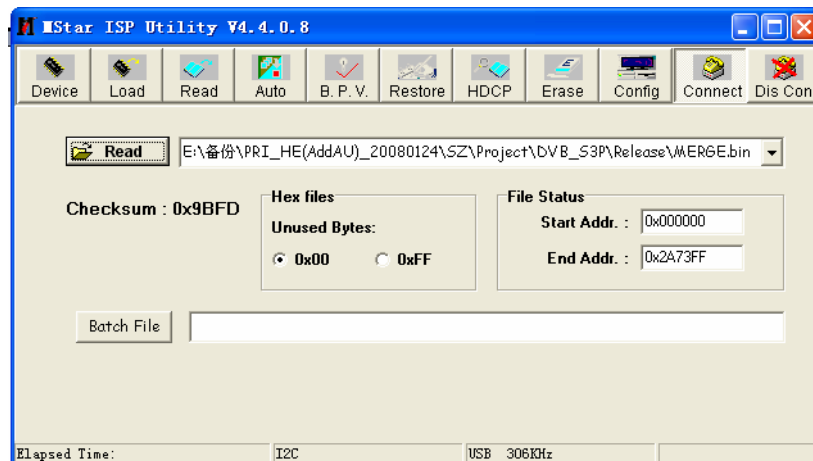 MStar ISP Utility V4.4.0.8
Device Load Read Auto B. P. V. Restore HDCP Erase Config Connect Dis Con
Read E:\备份\PRI_HE(AddAU)_20080124\SZ\Project\DVB_S3P\Release\MERGE.bin
Checksum : 0x9BFD
Hex files
Unused Bytes:
0x00 0xFF
File Status
Start Addr. : 0x000000
End Addr. : 0x2A73FF
Batch File
Elapsed Time: I2C USB 306KHz